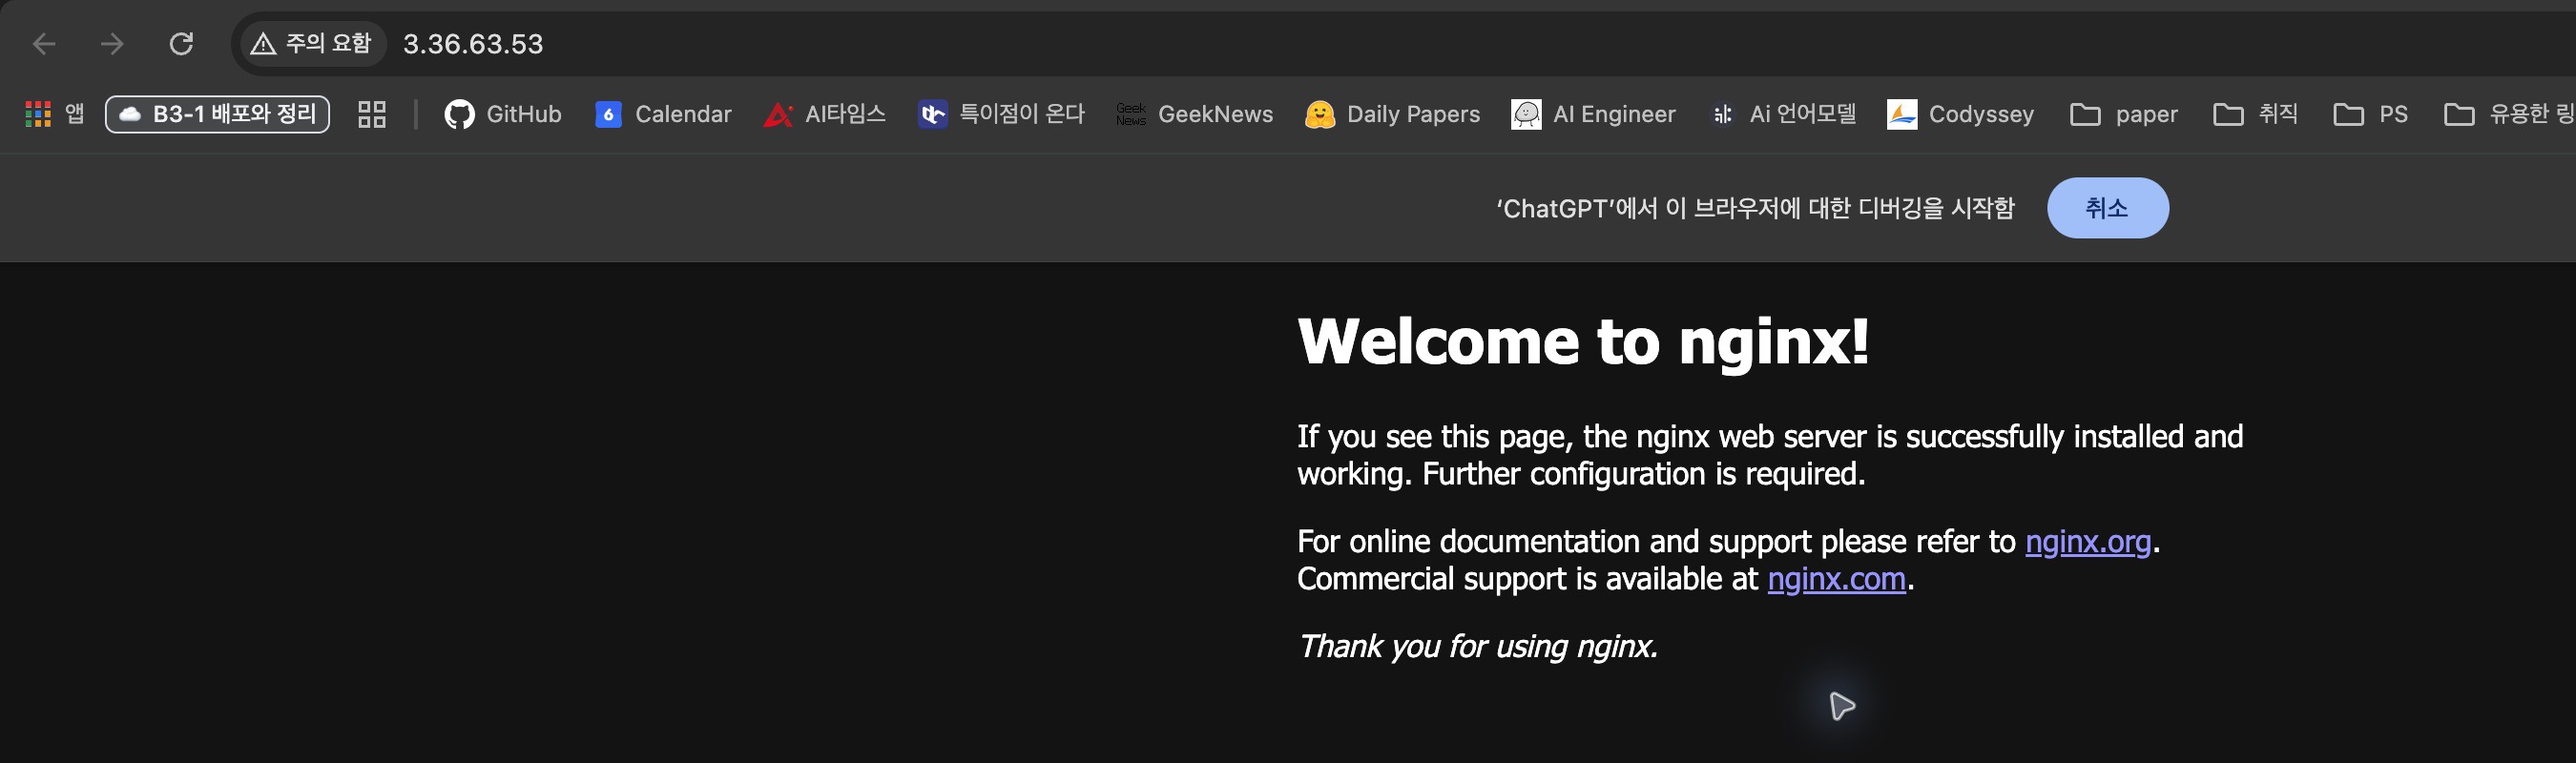 주의 요함 3.36.63.53
앱 B3-1 배포와 정리 GitHub 6 Calendar AI타임스 특이점이 온다 Geek News GeekNews Daily Papers AI Engineer Ai 언어모델 Codyssey paper 취직 PS 유용한 링
‘ChatGPT’에서 이 브라우저에 대한 디버깅을 시작함 취소
Welcome to nginx!
If you see this page, the nginx web server is successfully installed and
working. Further configuration is required.
For online documentation and support please refer to nginx.org.
Commercial support is available at nginx.com.
Thank you for using nginx.